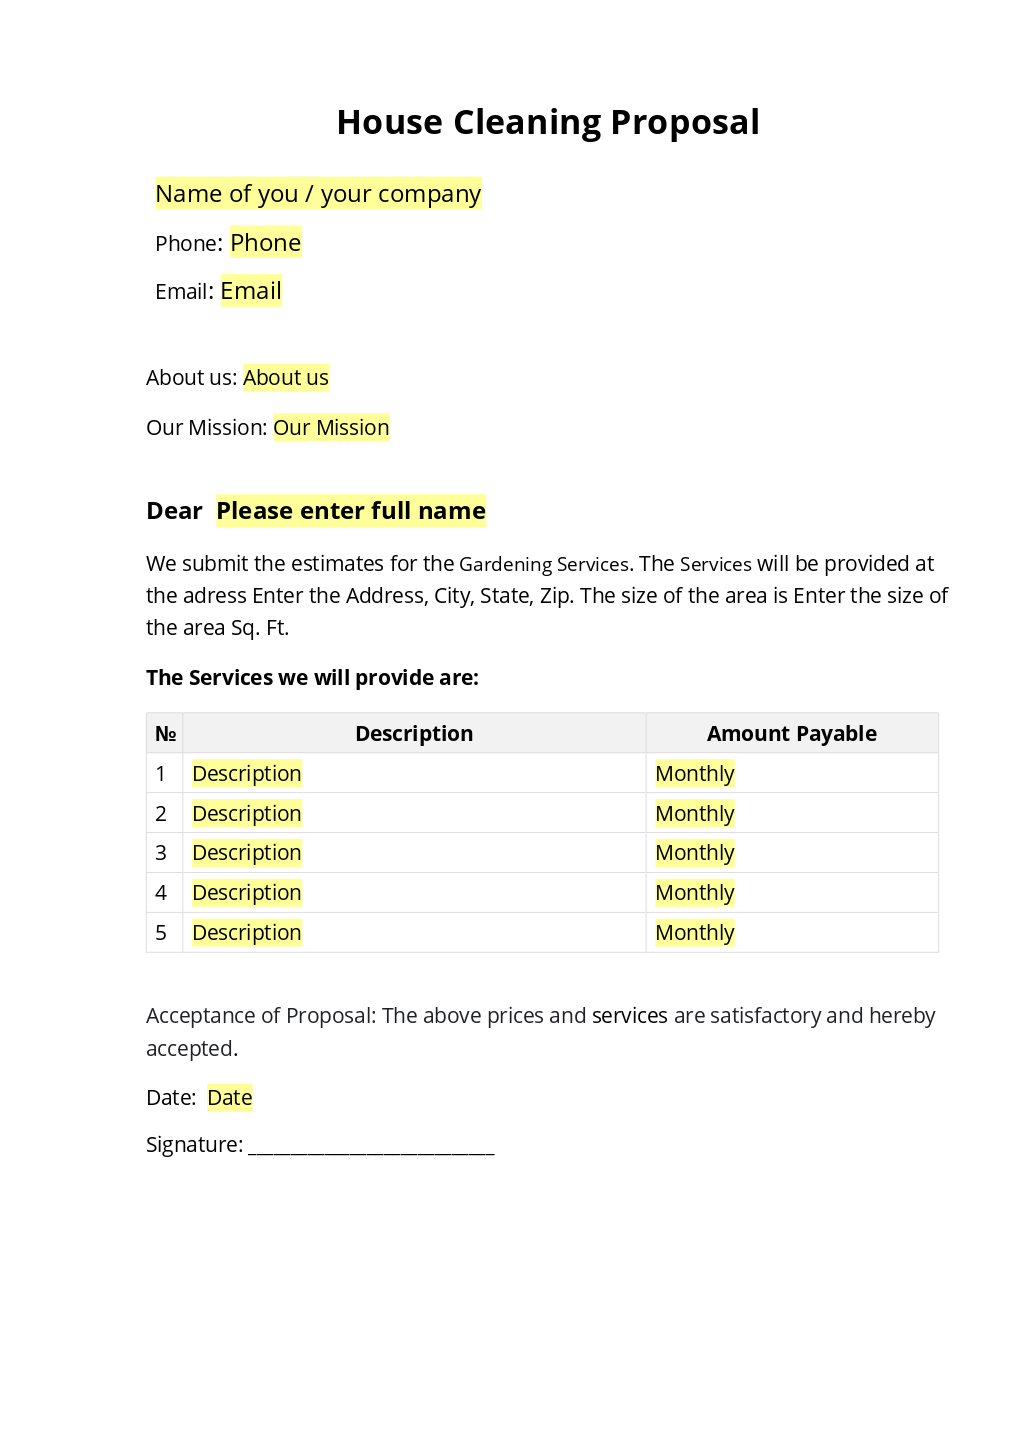 House Cleaning Proposal
Name of you / your company
Phone: Phone
Email: Email
About us: About us
Our Mission: Our Mission
Dear Please enter full name
We submit the estimates for the Gardening Services. The Services will be provided at
the adress Enter the Address, City, State, Zip. The size of the area is Enter the size of
the area Sq. Ft.
The Services we will provide are:
№ Description Amount Payable
1 Description Monthly
2 Description Monthly
3 Description Monthly
4 Description Monthly
5 Description Monthly
Acceptance of Proposal: The above prices and services are satisfactory and hereby
accepted.
Date: Date
Signature: __________________________